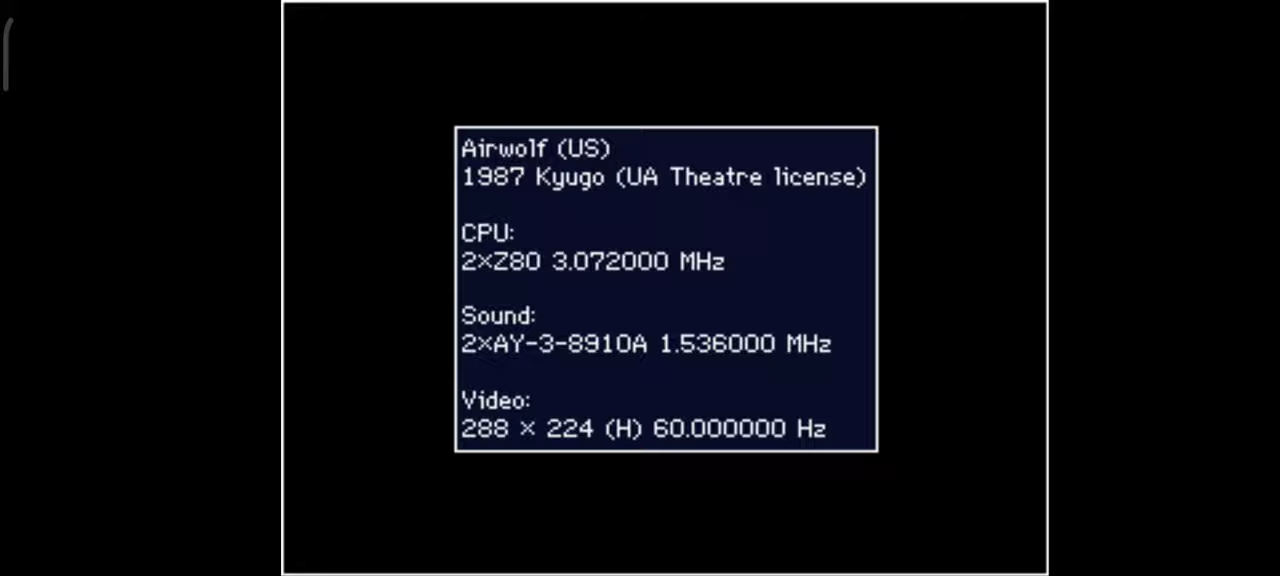 Airwolf (US)
1987 Kyugo (UA Theatre license)
CPU:
2×Z80 3.072000 MHz
Sound:
2×AY-3-8910A 1.536000 MHz
Video:
288 × 224 (H) 60.000000 Hz